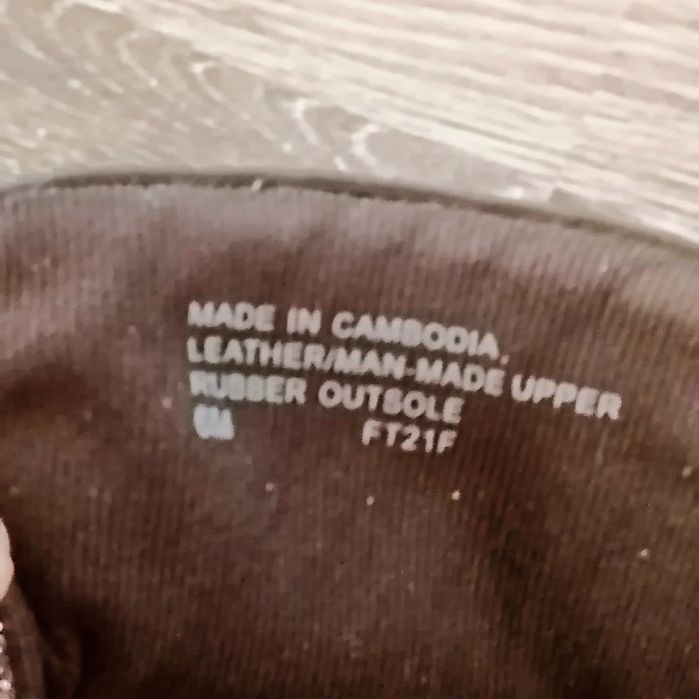 MADE IN CAMBODIA.
LEATHER/MAN-MADE UPPER
RUBBER OUTSOLE
FT21F